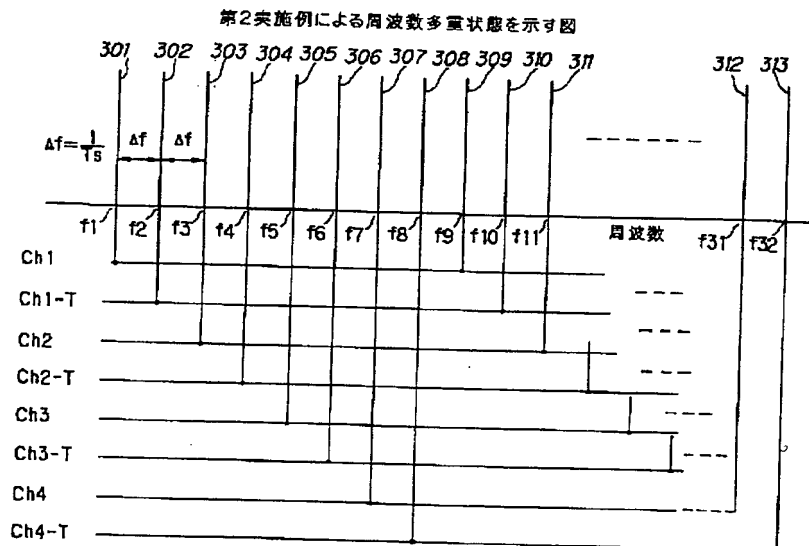 第2実施例による周波数多重状態を示す図
301 302 303 304 305 306 307 308 309 310 311 312 313
Δf=1/Ts Δf Δf
f1 f2 f3 f4 f5 f6 f7 f8 f9 f10 f11 周波数 f31 f32
Ch1
Ch1-T
Ch2
Ch2-T
Ch3
Ch3-T
Ch4
Ch4-T